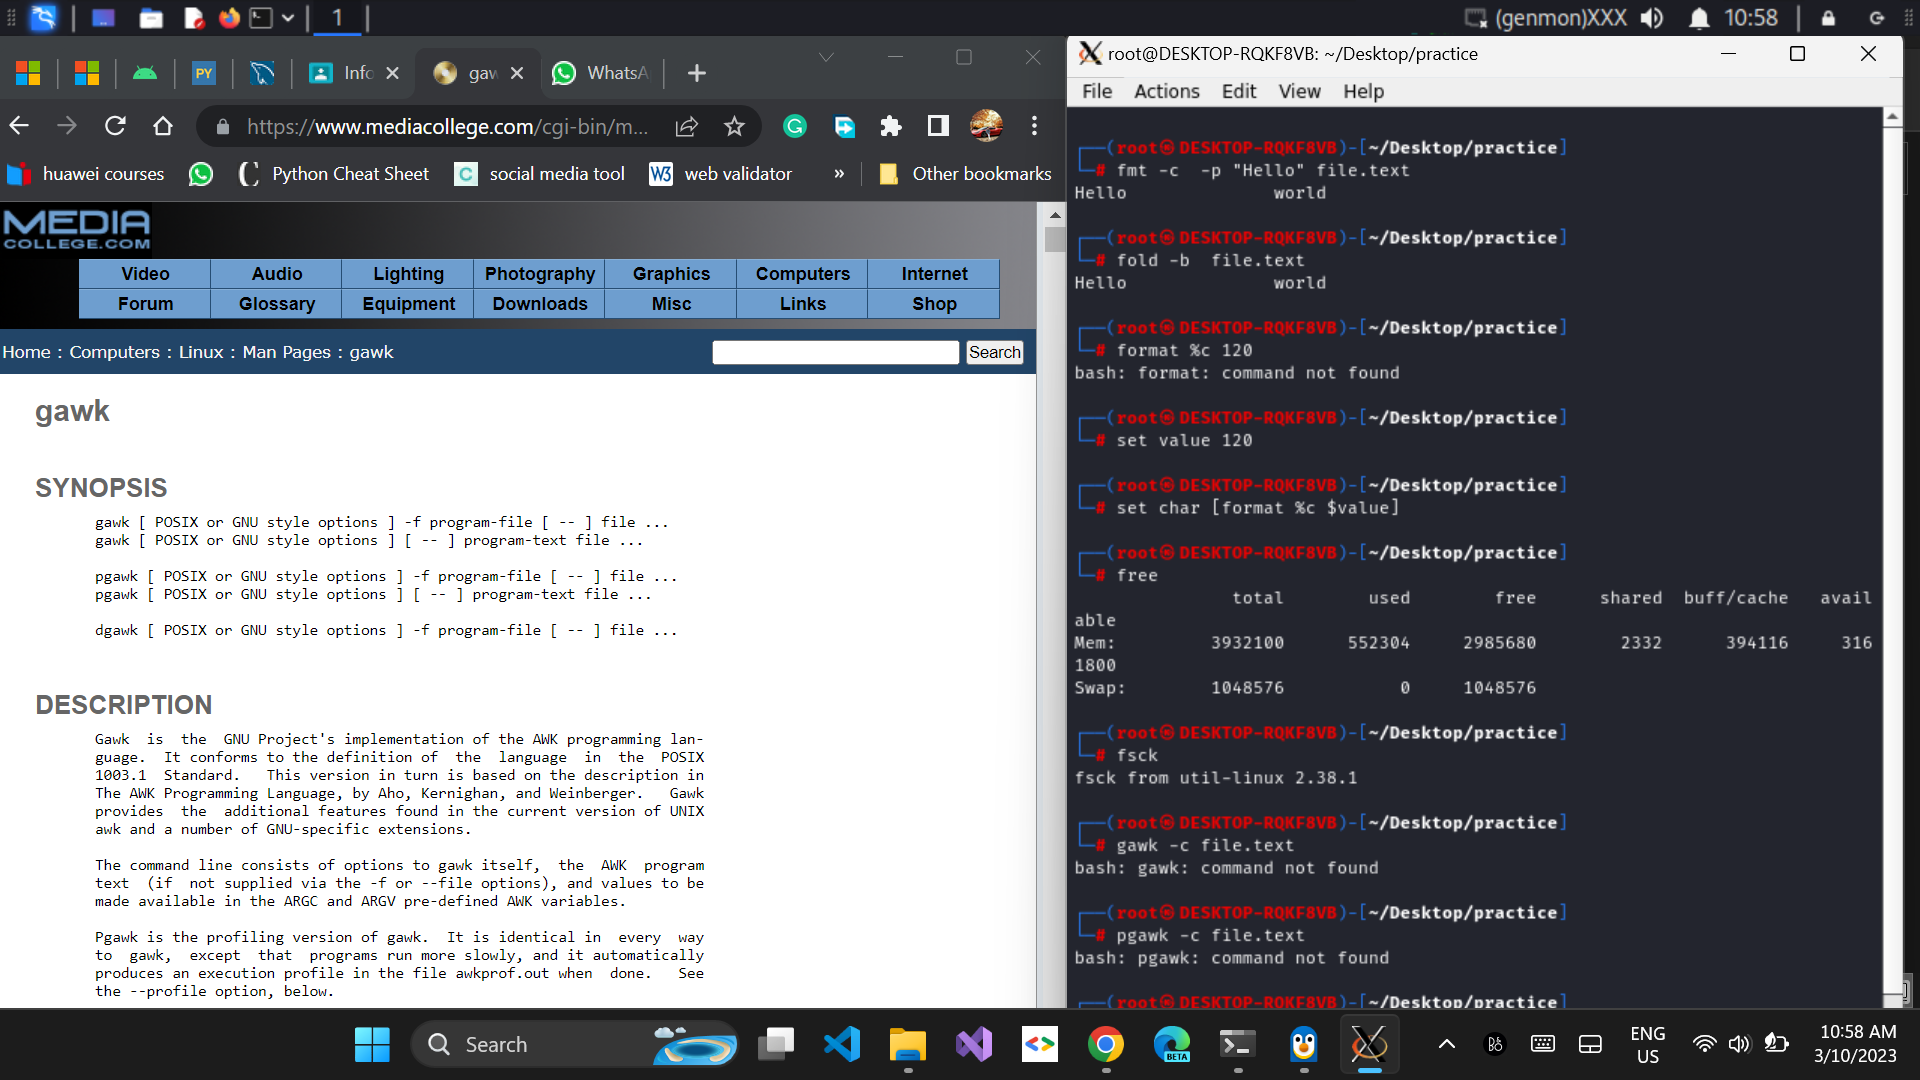 1
(genmon)XXX
10:58
Info
gaw
WhatsA
https://www.mediacollege.com/cgi-bin/m...
huawei courses
Python Cheat Sheet
social media tool
web validator
»
Other bookmarks
MEDIA
COLLEGE.COM
Video Audio Lighting Photography Graphics Computers Internet
Forum Glossary Equipment Downloads Misc Links Shop
Home : Computers : Linux : Man Pages : gawk
Search
gawk
SYNOPSIS
gawk [ POSIX or GNU style options ] -f program-file [ -- ] file ...
gawk [ POSIX or GNU style options ] [ -- ] program-text file ...
pgawk [ POSIX or GNU style options ] -f program-file [ -- ] file ...
pgawk [ POSIX or GNU style options ] [ -- ] program-text file ...
dgawk [ POSIX or GNU style options ] -f program-file [ -- ] file ...
DESCRIPTION
Gawk is the GNU Project's implementation of the AWK programming lan-
guage. It conforms to the definition of the language in the POSIX
1003.1 Standard. This version in turn is based on the description in
The AWK Programming Language, by Aho, Kernighan, and Weinberger. Gawk
provides the additional features found in the current version of UNIX
awk and a number of GNU-specific extensions.
The command line consists of options to gawk itself, the AWK program
text (if not supplied via the -f or --file options), and values to be
made available in the ARGC and ARGV pre-defined AWK variables.
Pgawk is the profiling version of gawk. It is identical in every way
to gawk, except that programs run more slowly, and it automatically
produces an execution profile in the file awkprof.out when done. See
the --profile option, below.
root@DESKTOP-RQKF8VB: ~/Desktop/practice
File Actions Edit View Help
(root㉿DESKTOP-RQKF8VB)-[~/Desktop/practice]
# fmt -c  -p "Hello" file.text
Hello world
(root㉿DESKTOP-RQKF8VB)-[~/Desktop/practice]
# fold -b  file.text
Hello world
(root㉿DESKTOP-RQKF8VB)-[~/Desktop/practice]
# format %c 120
bash: format: command not found
(root㉿DESKTOP-RQKF8VB)-[~/Desktop/practice]
# set value 120
(root㉿DESKTOP-RQKF8VB)-[~/Desktop/practice]
# set char [format %c $value]
(root㉿DESKTOP-RQKF8VB)-[~/Desktop/practice]
# free
total used free shared buff/cache avail
able
Mem: 3932100 552304 2985680 2332 394116 316
1800
Swap: 1048576 0 1048576
(root㉿DESKTOP-RQKF8VB)-[~/Desktop/practice]
# fsck
fsck from util-linux 2.38.1
(root㉿DESKTOP-RQKF8VB)-[~/Desktop/practice]
# gawk -c file.text
bash: gawk: command not found
(root㉿DESKTOP-RQKF8VB)-[~/Desktop/practice]
# pgawk -c file.text
bash: pgawk: command not found
(root㉿DESKTOP-RQKF8VB)-[~/Desktop/practice]
Search
ENG
US
10:58 AM
3/10/2023